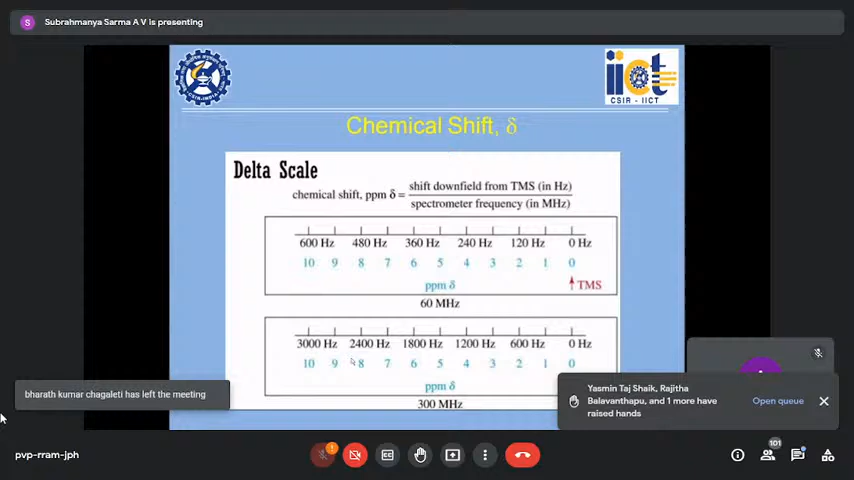 S Subrahmanya Sarma A V is presenting
CSIR-INDIA
iict
CSIR - IICT
Chemical Shift, δ
Delta Scale
chemical shift, ppm δ = shift downfield from TMS (in Hz)
spectrometer frequency (in MHz)
600 Hz 480 Hz 360 Hz 240 Hz 120 Hz 0 Hz
10 9 8 7 6 5 4 3 2 1 0
ppm δ
TMS
60 MHz
3000 Hz 2400 Hz 1800 Hz 1200 Hz 600 Hz 0 Hz
10 9 8 7 6 5 4 3 2 1 0
ppm δ
300 MHz
bharath kumar chagaleti has left the meeting
Yasmin Taj Shaik, Rajitha
Balavanthapu, and 1 more have
raised hands
Open queue
pvp-rram-jph
101